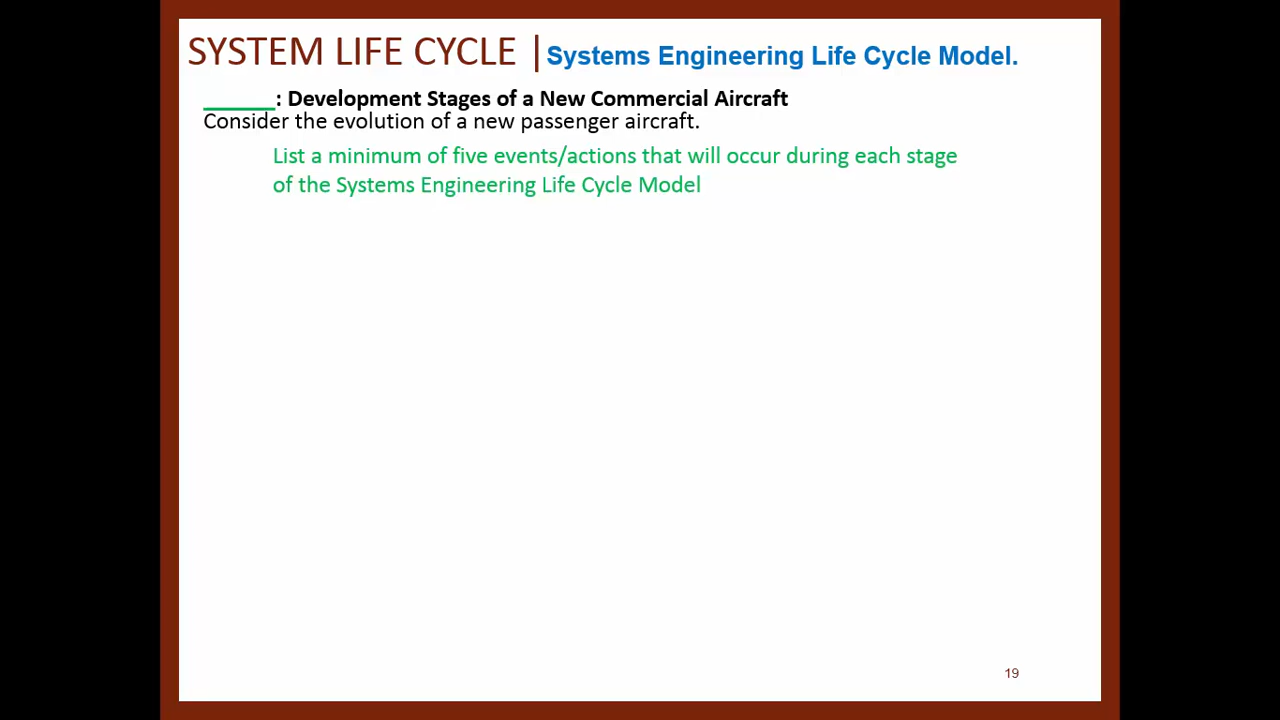 SYSTEM LIFE CYCLE | Systems Engineering Life Cycle Model.
______: Development Stages of a New Commercial Aircraft
Consider the evolution of a new passenger aircraft.
List a minimum of five events/actions that will occur during each stage
of the Systems Engineering Life Cycle Model
19